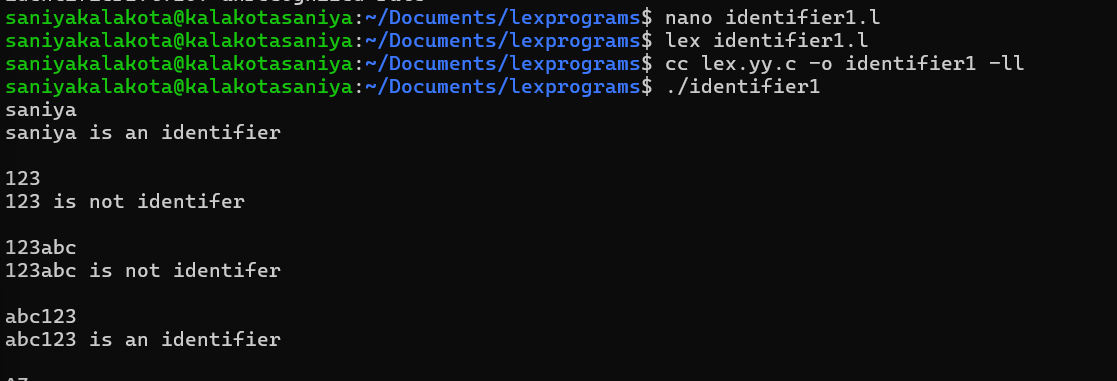 saniyakalakota@kalakotasaniya:~/Documents/lexprograms$ nano identifier1.l
saniyakalakota@kalakotasaniya:~/Documents/lexprograms$ lex identifier1.l
saniyakalakota@kalakotasaniya:~/Documents/lexprograms$ cc lex.yy.c -o identifier1 -ll
saniyakalakota@kalakotasaniya:~/Documents/lexprograms$ ./identifier1
saniya
saniya is an identifier
123
123 is not identifer
123abc
123abc is not identifer
abc123
abc123 is an identifier